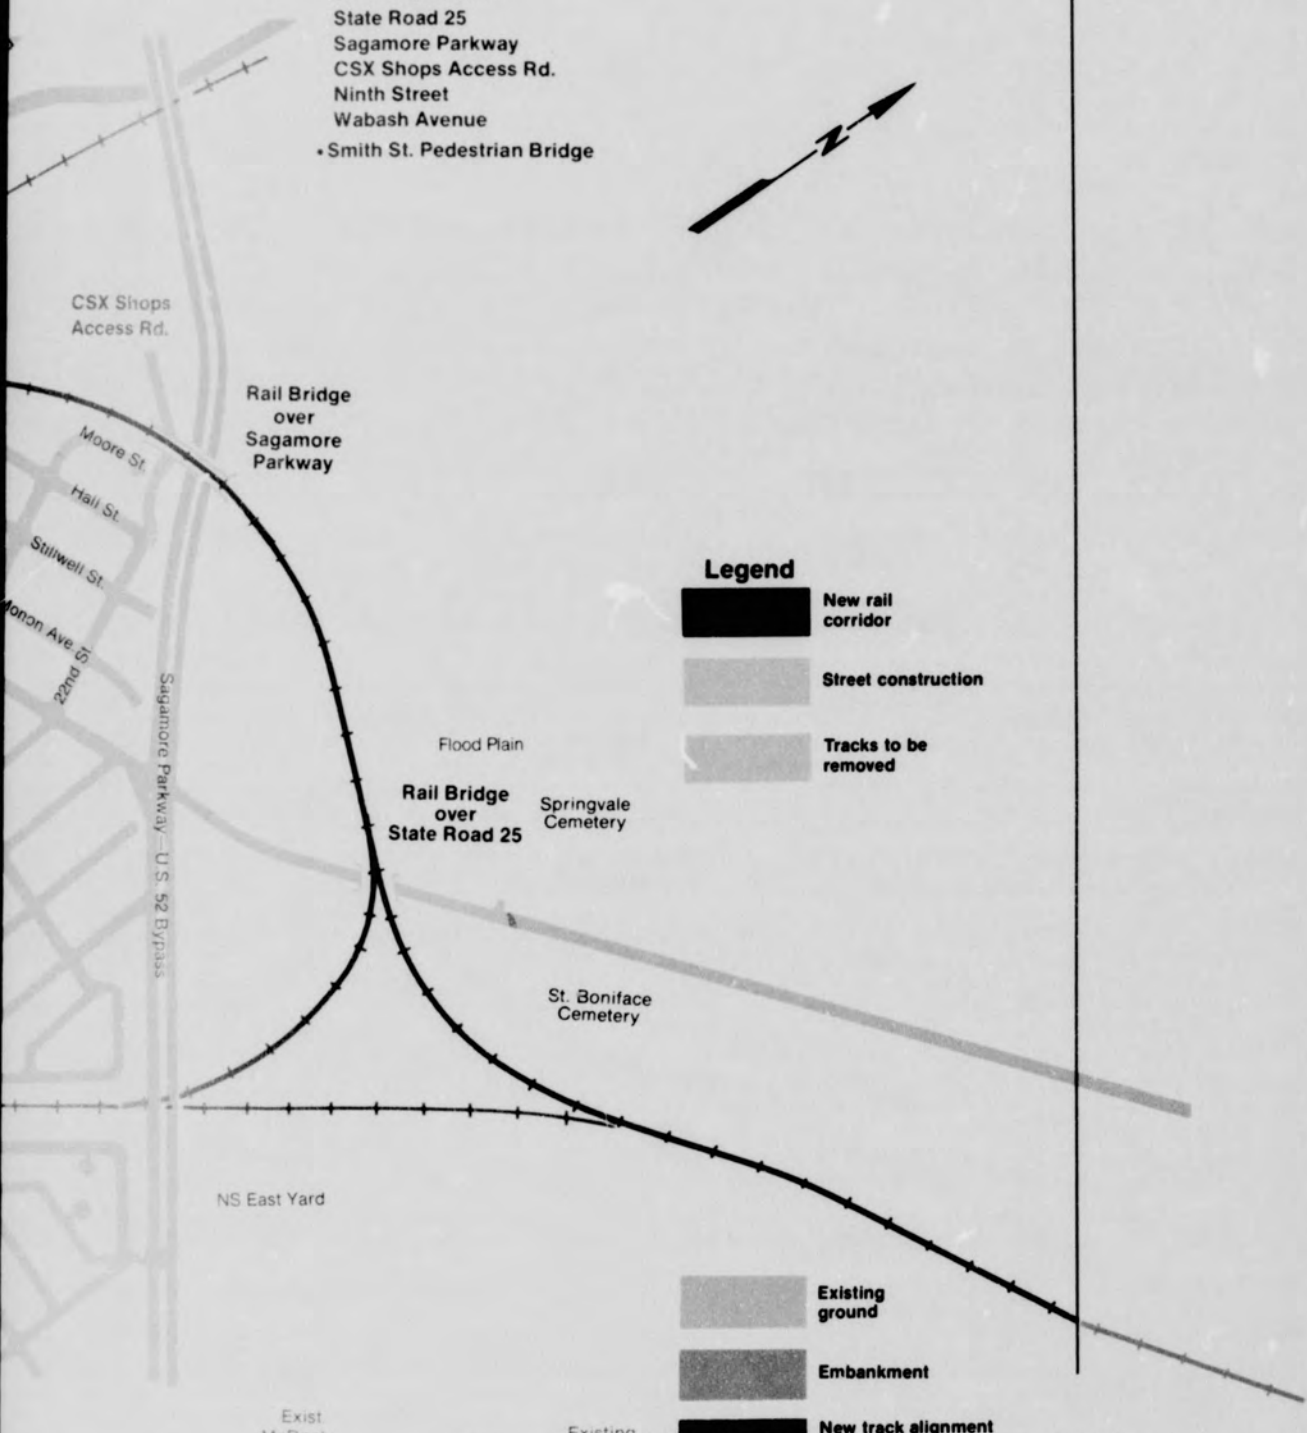 State Road 25
Sagamore Parkway
CSX Shops Access Rd.
Ninth Street
Wabash Avenue
• Smith St. Pedestrian Bridge
N
CSX Shops
Access Rd.
Rail Bridge
over
Sagamore
Parkway
Moore St.
Hall St.
Stillwell St.
Monon Ave.
22nd St.
Sagamore Parkway—U.S. 52 Bypass
Legend
New rail
corridor
Street construction
Tracks to be
removed
Flood Plain
Rail Bridge
over
State Road 25
Springvale
Cemetery
St. Boniface
Cemetery
NS East Yard
Existing
ground
Embankment
New track alignment
Exist
Existing